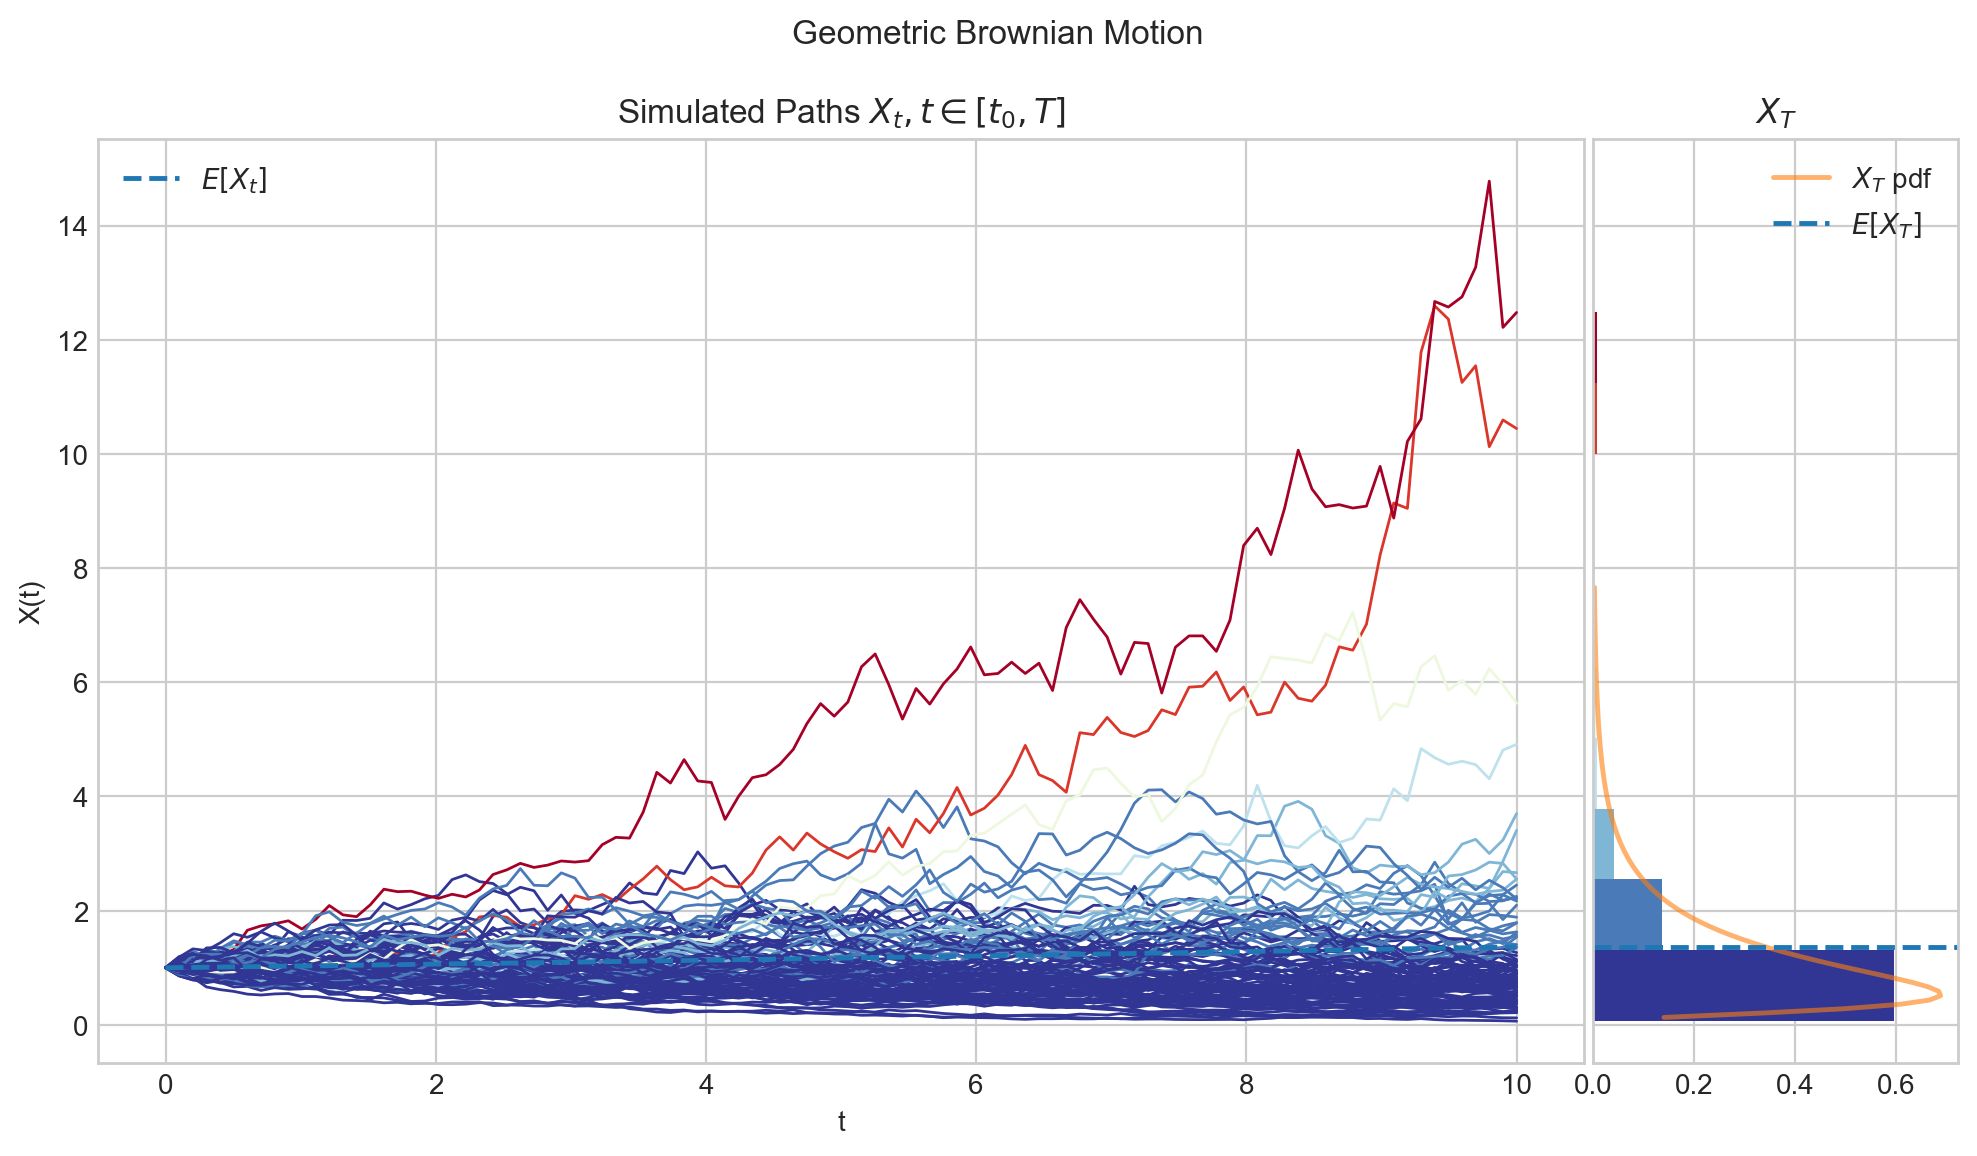 Geometric Brownian Motion
Simulated Paths $X_t, t \in [t_0, T]$
$X_T$
$E[X_t]$
$X_T$ pdf
$E[X_T]$
14
12
10
8
6
4
2
0
X(t)
0 2 4 6 8 10
0.0 0.2 0.4 0.6
t